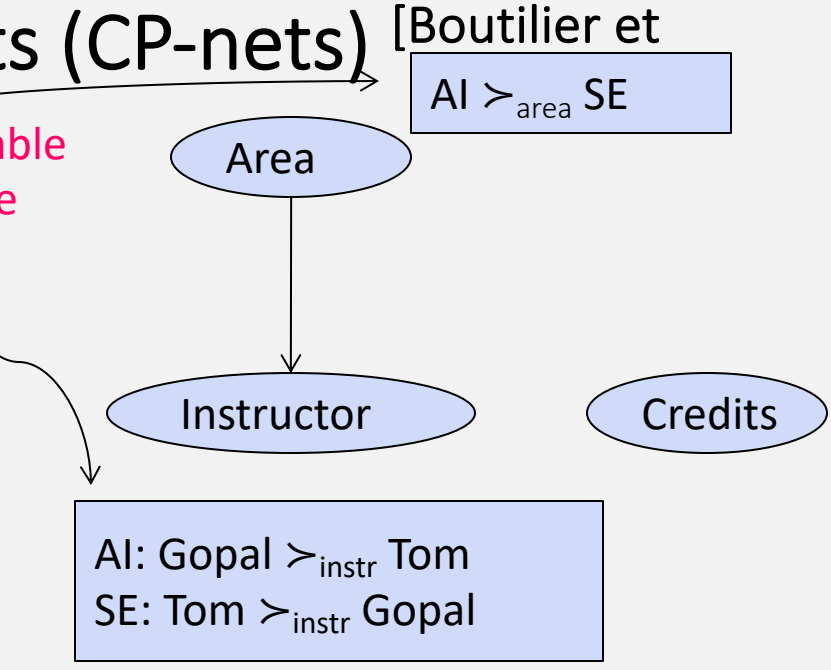 ts (CP-nets) [Boutilier et
AI ≻area SE
able
e
Area
Instructor
Credits
AI: Gopal ≻instr Tom
SE: Tom ≻instr Gopal